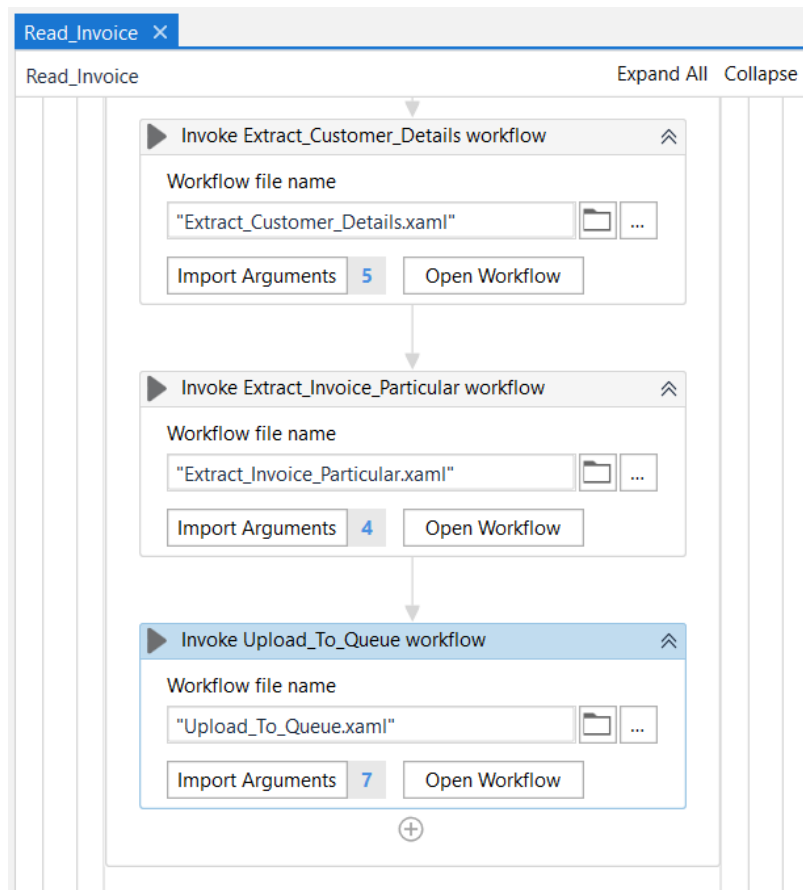 Read_Invoice ×
Read_Invoice Expand All Collapse
Invoke Extract_Customer_Details workflow
Workflow file name
"Extract_Customer_Details.xaml" ...
Import Arguments 5 Open Workflow
Invoke Extract_Invoice_Particular workflow
Workflow file name
"Extract_Invoice_Particular.xaml" ...
Import Arguments 4 Open Workflow
Invoke Upload_To_Queue workflow
Workflow file name
"Upload_To_Queue.xaml" ...
Import Arguments 7 Open Workflow